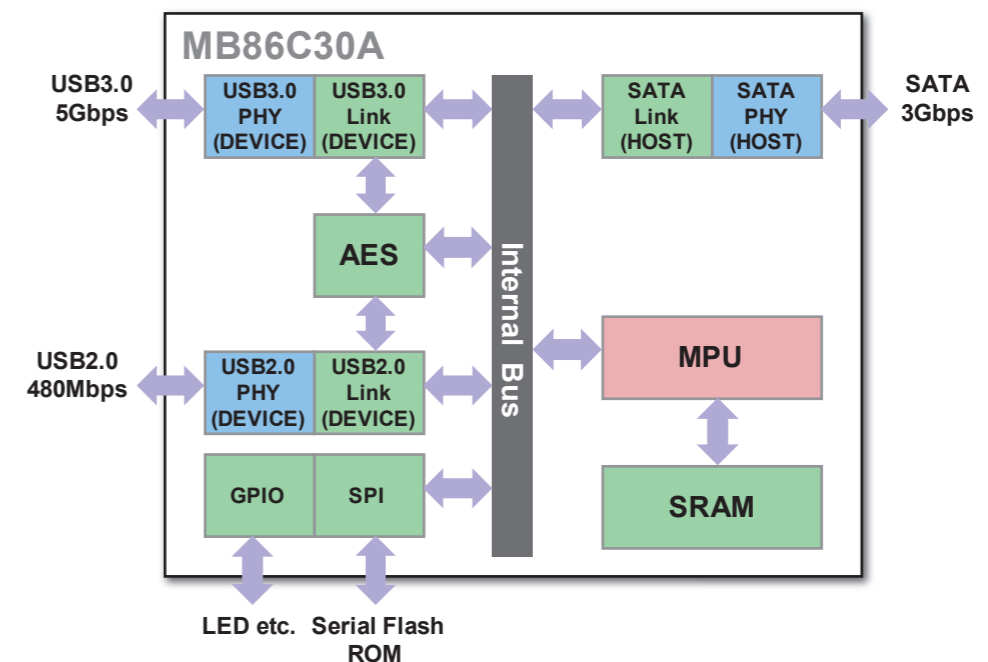 MB86C30A
USB3.0
5Gbps
USB3.0
PHY
(DEVICE)
USB3.0
Link
(DEVICE)
SATA
Link
(HOST)
SATA
PHY
(HOST)
SATA
3Gbps
AES
Internal Bus
USB2.0
480Mbps
USB2.0
PHY
(DEVICE)
USB2.0
Link
(DEVICE)
MPU
GPIO
SPI
SRAM
LED etc.
Serial Flash
ROM